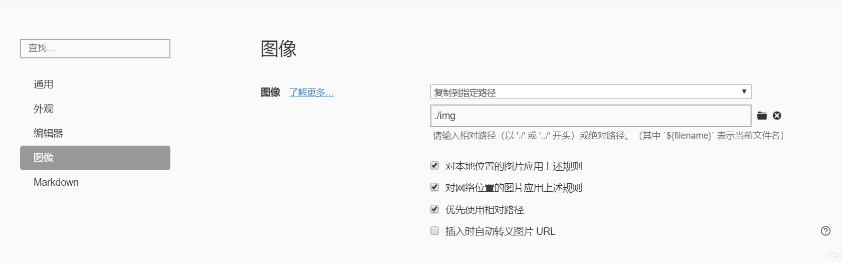 图像
查找...
通用
外观
编辑器
图像
Markdown
图像 了解更多...
复制到指定路径
./img
请输入相对路径（以 './' 或 '../' 开头）或绝对路径。（其中 `${filename}` 表示当前文件名）
对本地位置的图片应用上述规则
对网络位置的图片应用上述规则
优先使用相对路径
插入时自动转义图片 URL